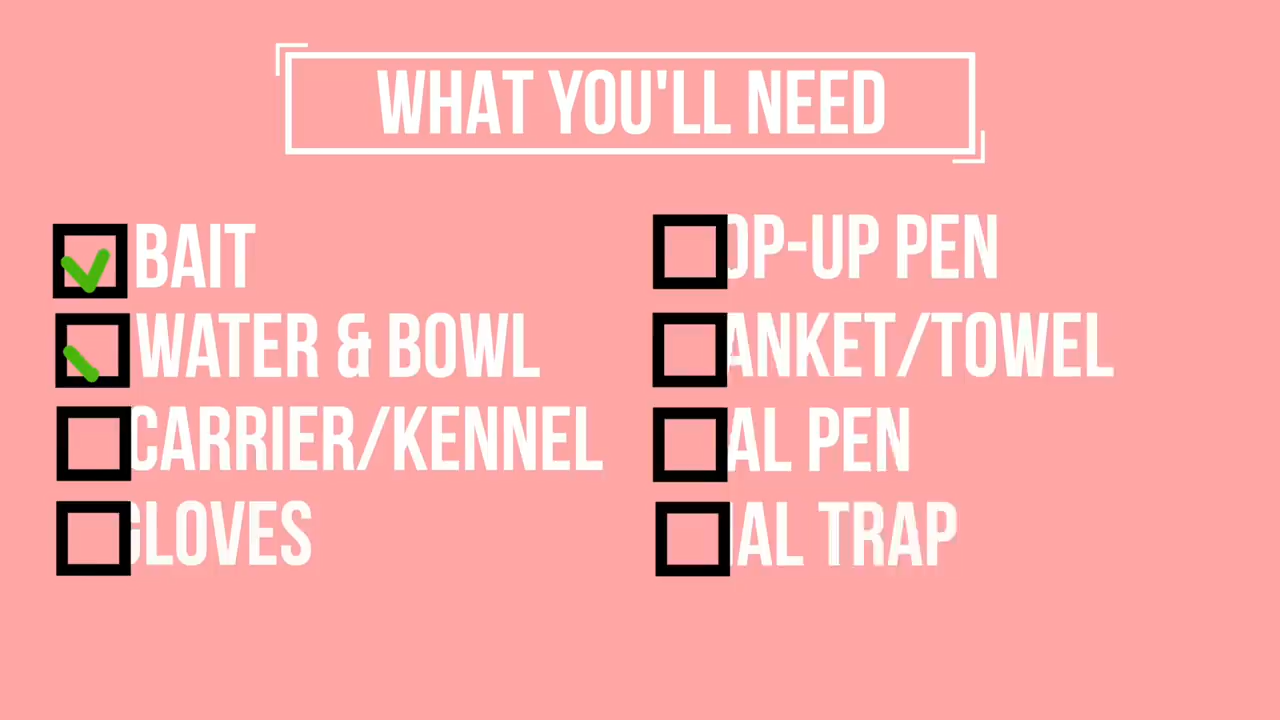 WHAT YOU'LL NEED
BAIT
WATER & BOWL
CARRIER/KENNEL
GLOVES
OP-UP PEN
ANKET/TOWEL
AL PEN
AL TRAP